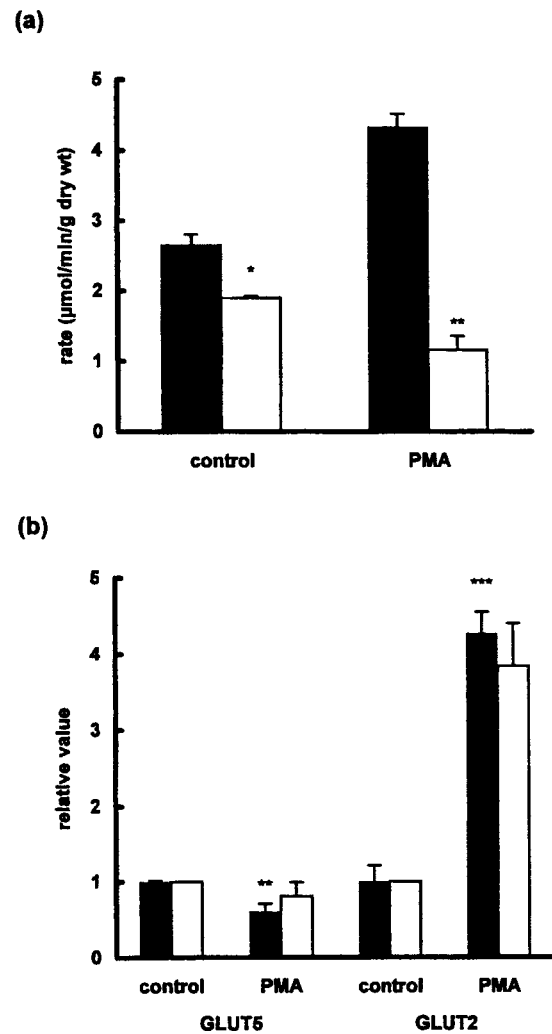 (a)
5
4
3
2
1
0
rate (µmol/min/g dry wt)
*
**
control PMA
(b)
5
4
3
2
1
0
relative value
**
***
control PMA control PMA
GLUT5 GLUT2